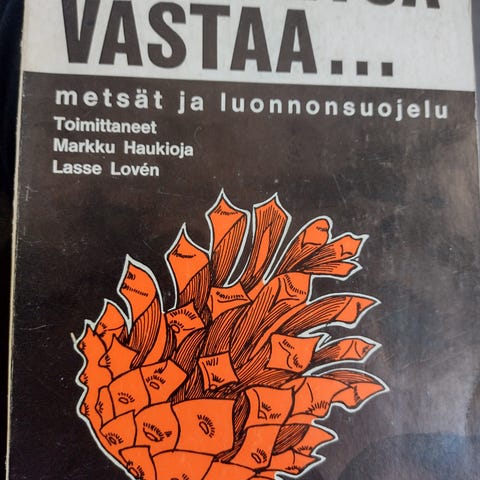 VASTAA...
metsät ja luonnonsuojelu
Toimittaneet
Markku Haukioja
Lasse Lovén